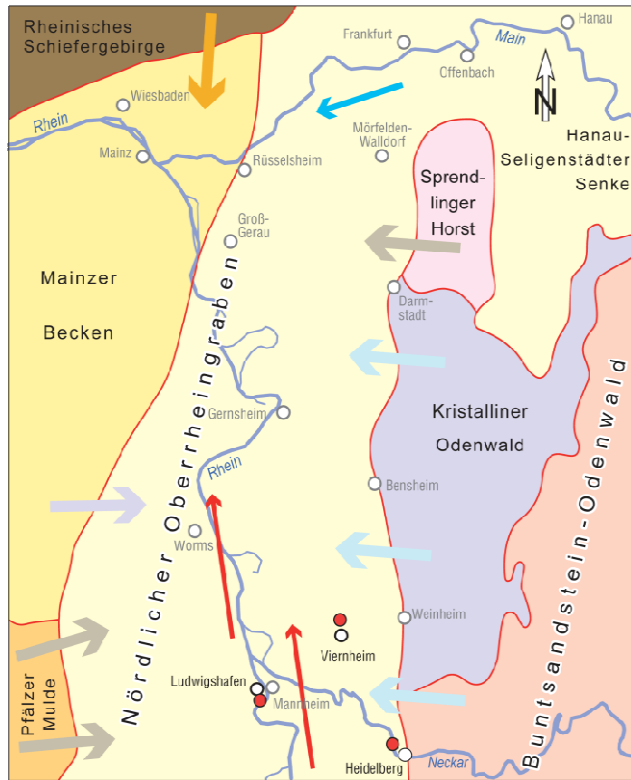 Rheinisches
Schiefergebirge
Hanau
Frankfurt
Main
Offenbach
N
Wiesbaden
Rhein
Mainz
Rüsselsheim
Mörfelden-
Walldorf
Hanau-
Seligenstädter
Senke
Sprend-
linger
Horst
Groß-
Gerau
Mainzer
Becken
Darm-
stadt
Gernsheim
Kristalliner
Odenwald
Rhein
Bensheim
Worms
Nördlicher Oberrheingraben
Buntsandstein-Odenwald
Weinheim
Viernheim
Pfälzer
Mulde
Ludwigshafen
Mannheim
Heidelberg
Neckar